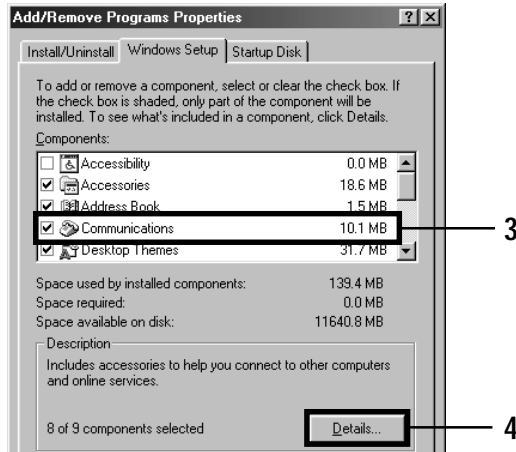 Add/Remove Programs Properties
Install/Uninstall Windows Setup Startup Disk
To add or remove a component, select or clear the check box. If
the check box is shaded, only part of the component will be
installed. To see what's included in a component, click Details.
Components:
Accessibility 0.0 MB
Accessories 18.6 MB
Address Book 1.5 MB
Communications 10.1 MB 3
Desktop Themes 31.7 MB
Space used by installed components: 139.4 MB
Space required: 0.0 MB
Space available on disk: 11640.8 MB
Description
Includes accessories to help you connect to other computers
and online services.
8 of 9 components selected Details... 4